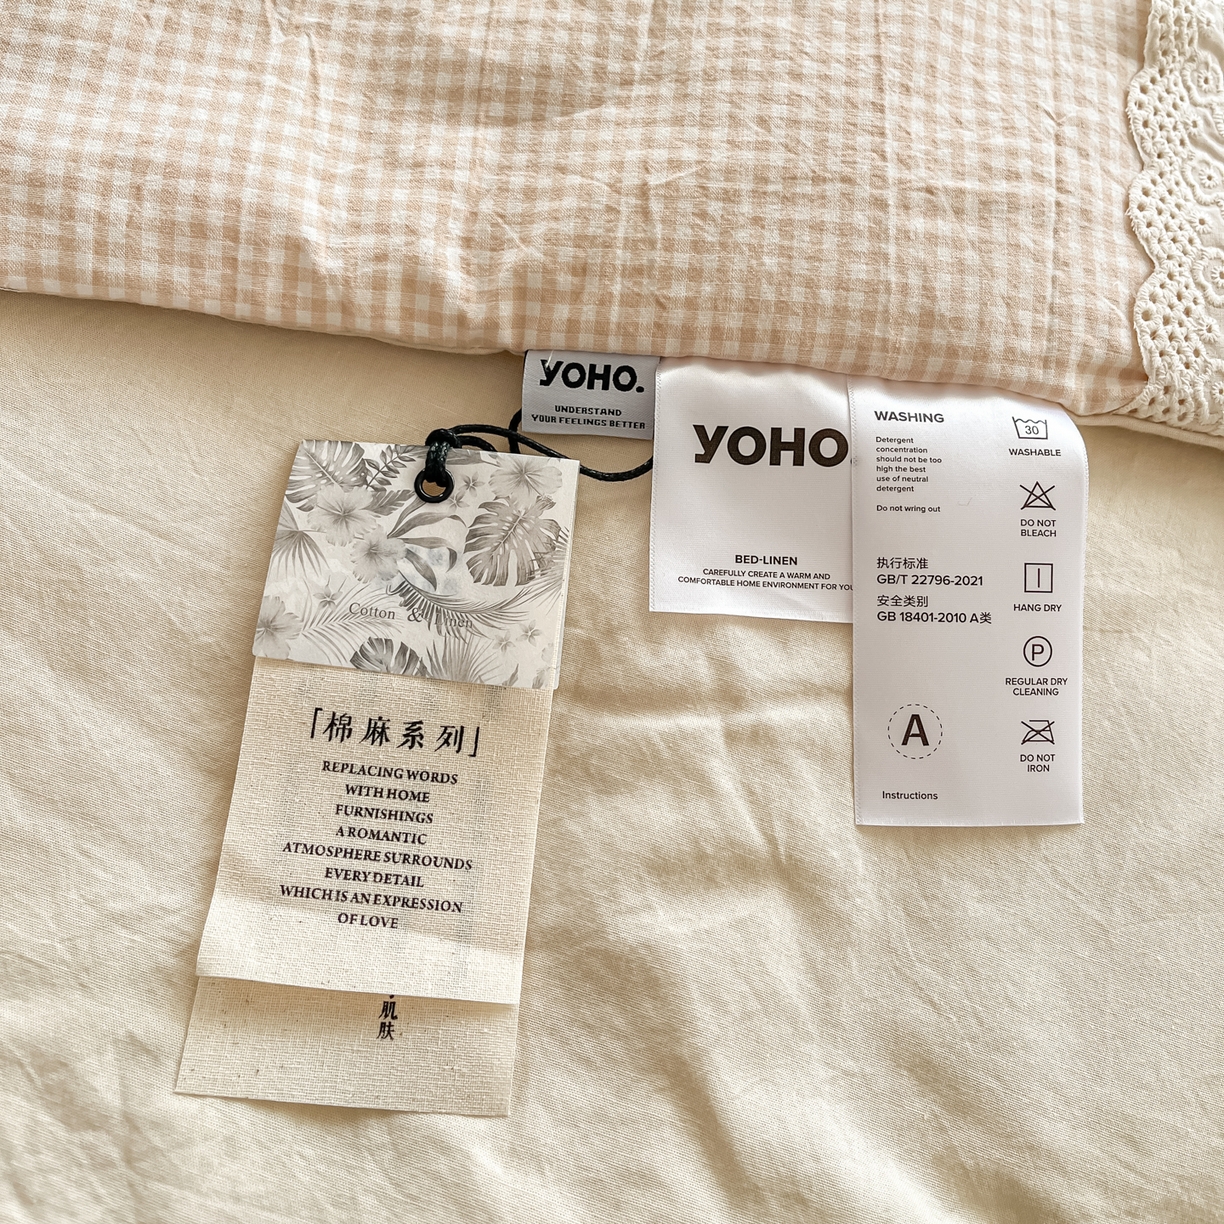 YOHO.
UNDERSTAND
YOUR FEELINGS BETTER
YOHO
BED-LINEN
CAREFULLY CREATE A WARM AND
COMFORTABLE HOME ENVIRONMENT FOR YOU
WASHING
Detergent
concentration
should not be too
high the best
use of neutral
detergent
Do not wring out
执行标准
GB/T 22796-2021
安全类别
GB 18401-2010 A类
A
Instructions
30
WASHABLE
DO NOT
BLEACH
HANG DRY
P
REGULAR DRY
CLEANING
DO NOT
IRON
Cotton & Linen
「棉麻系列」
REPLACING WORDS
WITH HOME
FURNISHINGS
A ROMANTIC
ATMOSPHERE SURROUNDS
EVERY DETAIL
WHICH IS AN EXPRESSION
OF LOVE
肌
肤